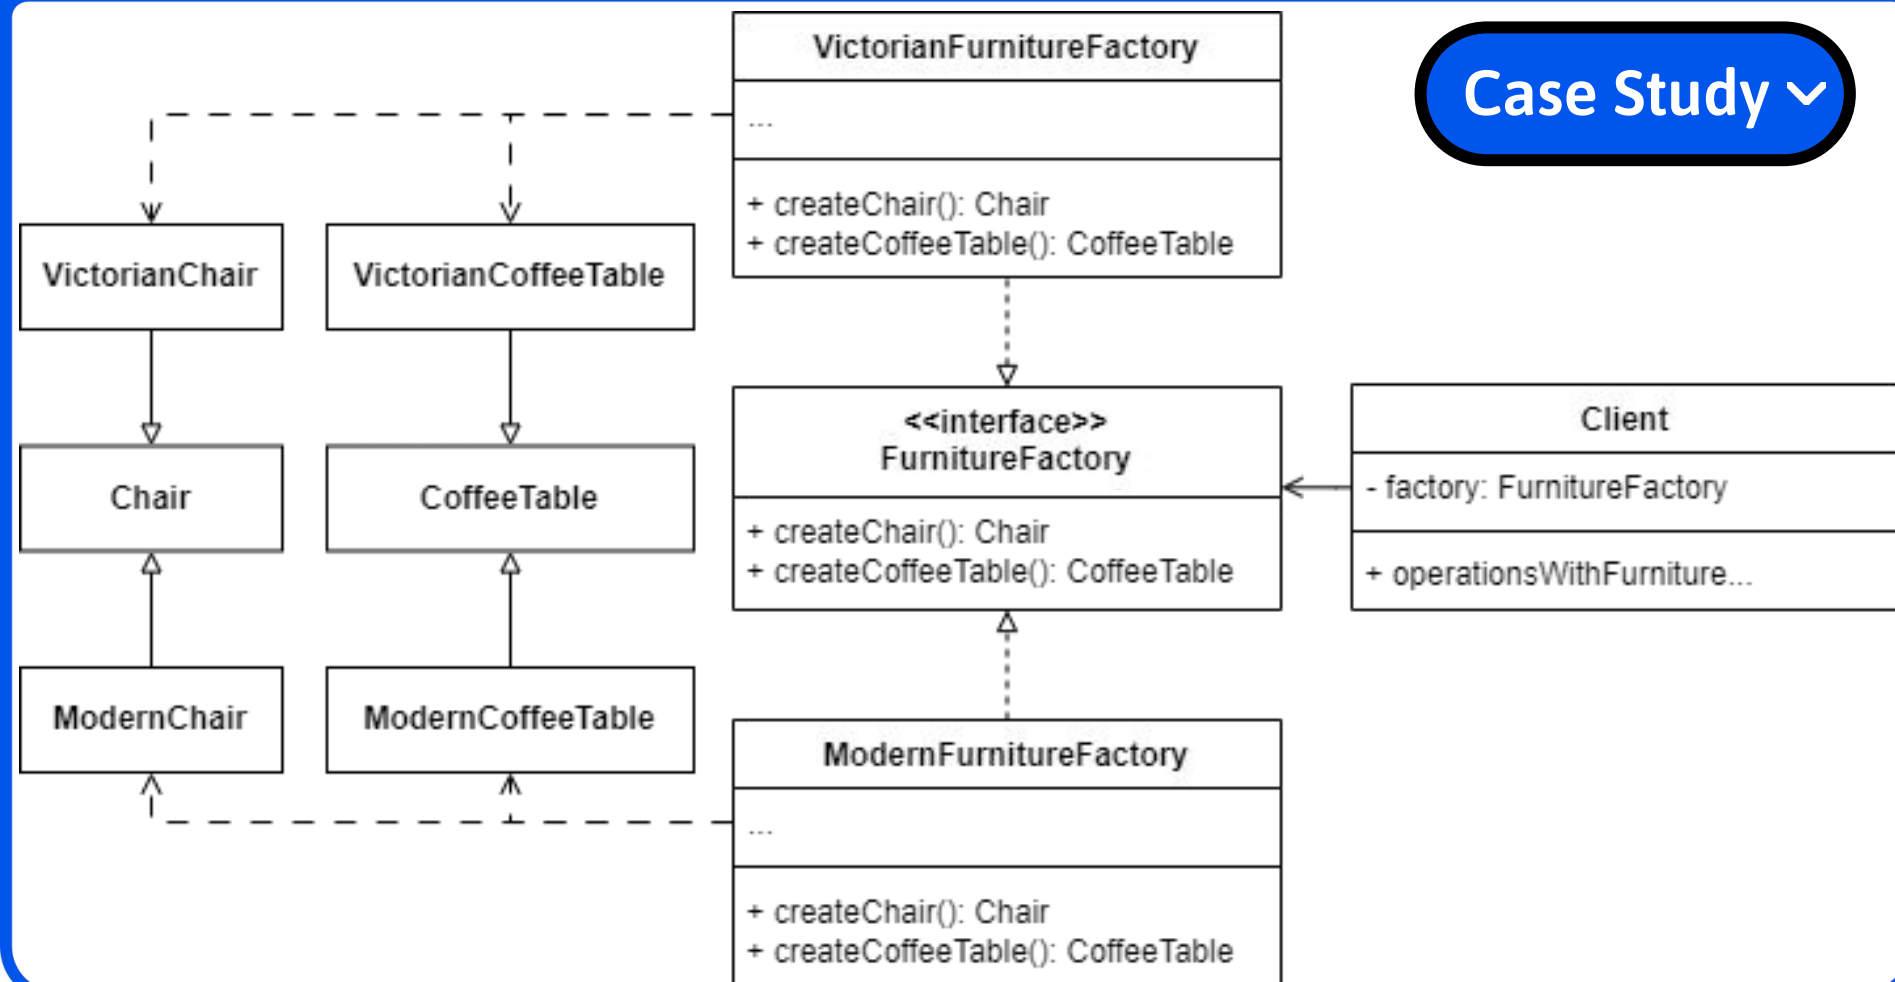 VictorianFurnitureFactory
Case Study
...
+ createChair(): Chair
+ createCoffeeTable(): CoffeeTable
VictorianChair
VictorianCoffeeTable
<<interface>>
FurnitureFactory
+ createChair(): Chair
+ createCoffeeTable(): CoffeeTable
Client
- factory: FurnitureFactory
+ operationsWithFurniture...
Chair
CoffeeTable
ModernChair
ModernCoffeeTable
ModernFurnitureFactory
...
+ createChair(): Chair
+ createCoffeeTable(): CoffeeTable